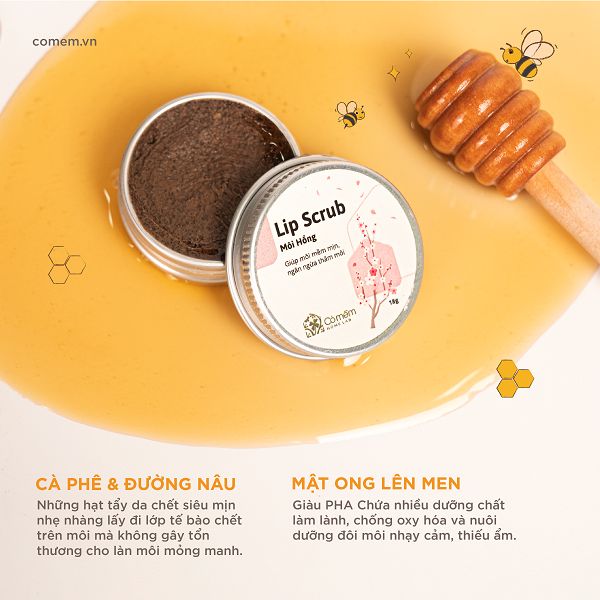 comem.vn
Lip Scrub
Môi Hồng
Giúp môi mềm mịn,
ngăn ngừa thâm môi
18g
Cỏ mềm
HOME LAB
CÀ PHÊ & ĐƯỜNG NÂU
Những hạt tẩy da chết siêu mịn
nhẹ nhàng lấy đi lớp tế bào chết
trên môi mà không gây tổn
thương cho làn môi mỏng manh.
MẬT ONG LÊN MEN
Giàu PHA Chứa nhiều dưỡng chất
làm lành, chống oxy hóa và nuôi
dưỡng đôi môi nhạy cảm, thiếu ẩm.